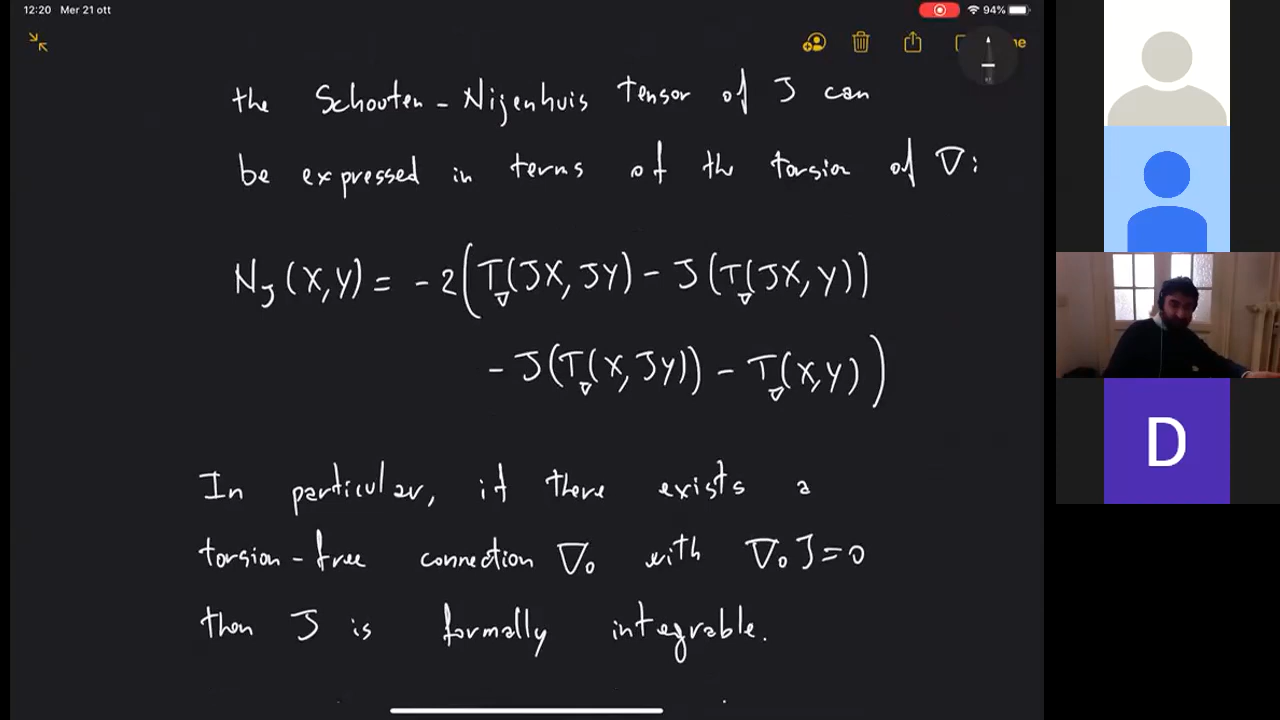 12:20 Mer 21 ott 94%
the Schouten-Nijenhuis tensor of J can
be expressed in terms of the torsion of ∇:
N_J(X,Y) = -2(T_∇(JX,JY) - J(T_∇(JX,Y))
- J(T_∇(X,JY)) - T_∇(X,Y))
In particular, if there exists a
torsion-free connection ∇₀ with ∇₀J=0
then J is formally integrable.
D